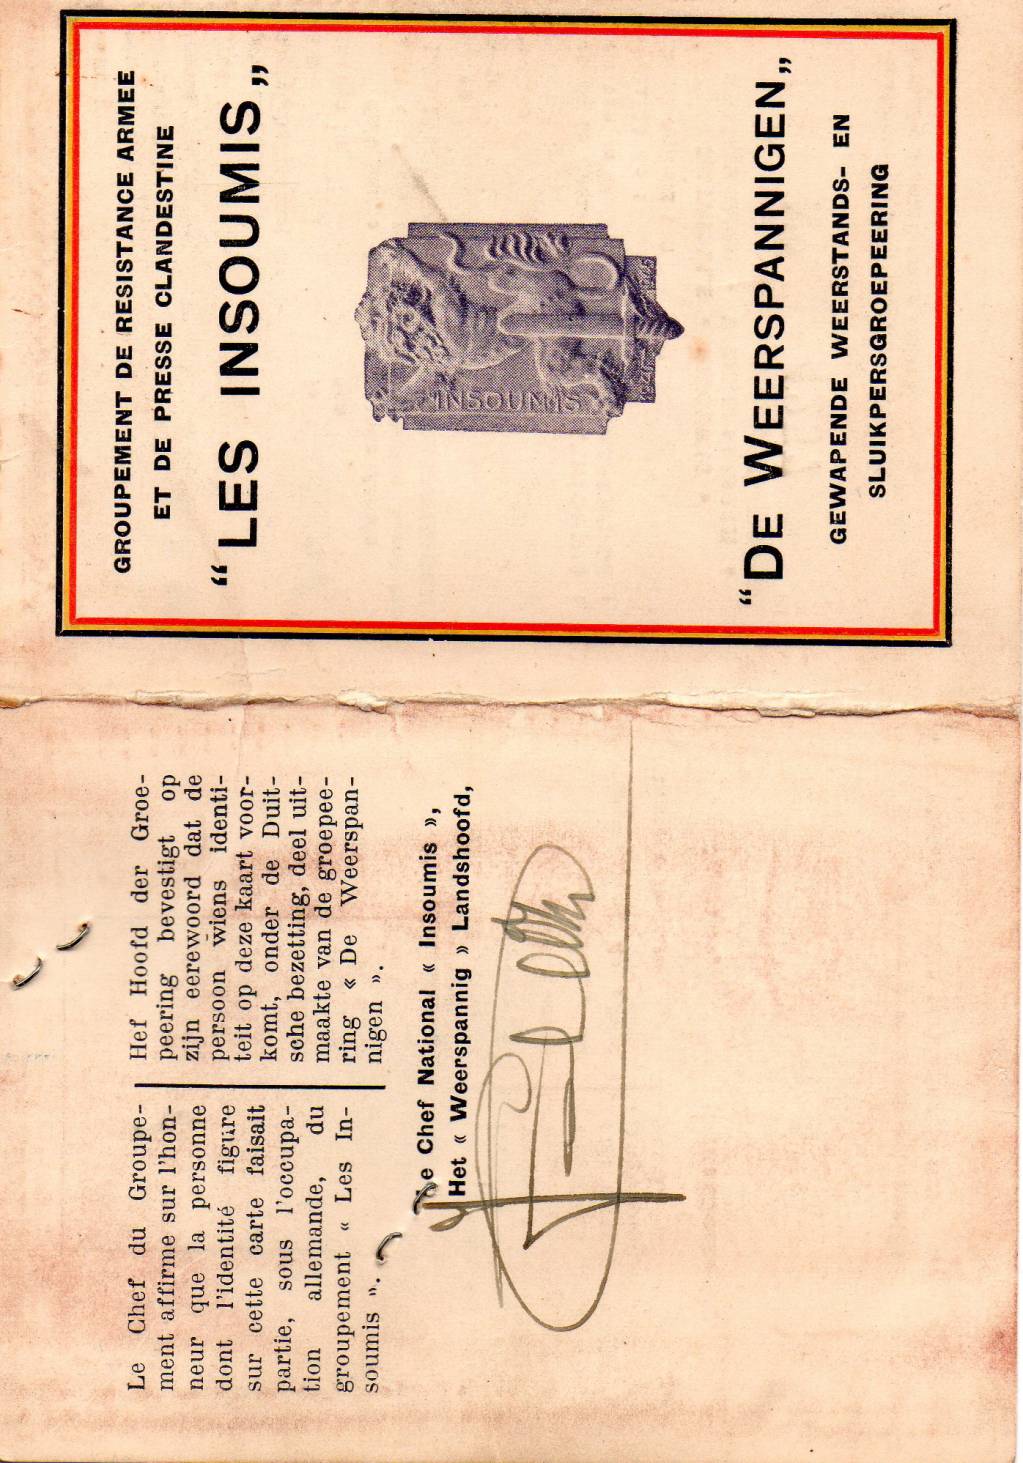 GROUPEMENT DE RESISTANCE ARMEE
ET DE PRESSE CLANDESTINE
“ LES INSOUMIS „
INSOUMIS
“ DE WEERSPANNIGEN „
GEWAPENDE WEERSTANDS- EN
SLUIKPERSGROEPEERING
Le Chef du Groupe-
ment affirme sur l'hon-
neur que la personne
dont l'identité figure
sur cette carte faisait
partie, sous l'occupa-
tion allemande, du
groupement « Les In-
soumis ».
Hef Hoofd der Groe-
peering bevestigt op
zijn eerewoord dat de
persoon wiens identi-
teit op deze kaart voor-
komt, onder de Duit-
sche bezetting, deel uit-
maakte van de groepee-
ring « De Weerspan-
nigen ».
e Chef National « Insoumis »,
Het « Weerspannig » Landshoofd,